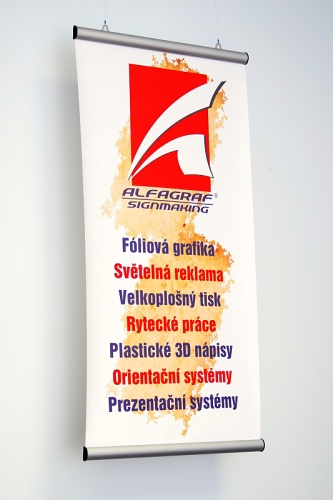 ALFAGRAF®
SIGNMAKING
Fóliová grafika
Světelná reklama
Velkoplošný tisk
Rytecké práce
Plastické 3D nápisy
Orientační systémy
Prezentační systémy